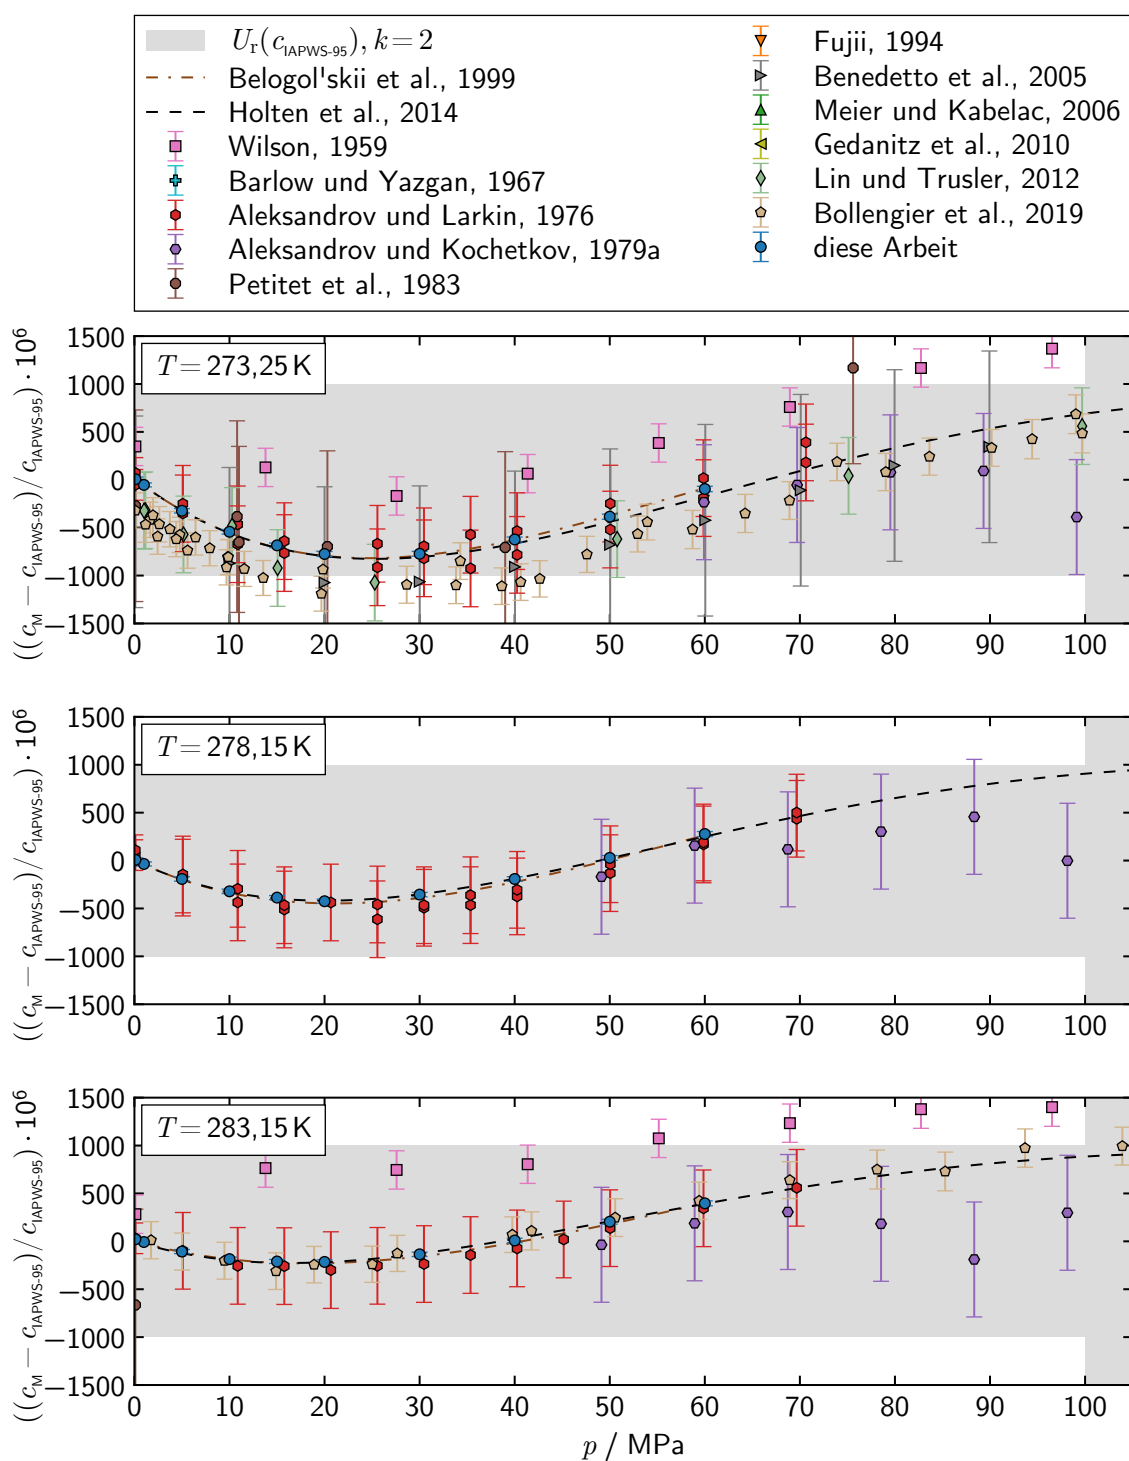 U_r(c_IAPWS-95), k = 2
Belogol'skii et al., 1999
Holten et al., 2014
Wilson, 1959
Barlow und Yazgan, 1967
Aleksandrov und Larkin, 1976
Aleksandrov und Kochetkov, 1979a
Petitet et al., 1983
Fujii, 1994
Benedetto et al., 2005
Meier und Kabelac, 2006
Gedanitz et al., 2010
Lin und Trusler, 2012
Bollengier et al., 2019
diese Arbeit
((c_M − c_IAPWS-95) / c_IAPWS-95) · 10⁶
1500
1000
500
0
−500
−1000
−1500
T = 273,25 K
0 10 20 30 40 50 60 70 80 90 100
((c_M − c_IAPWS-95) / c_IAPWS-95) · 10⁶
1500
1000
500
0
−500
−1000
−1500
T = 278,15 K
0 10 20 30 40 50 60 70 80 90 100
((c_M − c_IAPWS-95) / c_IAPWS-95) · 10⁶
1500
1000
500
0
−500
−1000
−1500
T = 283,15 K
0 10 20 30 40 50 60 70 80 90 100
p / MPa